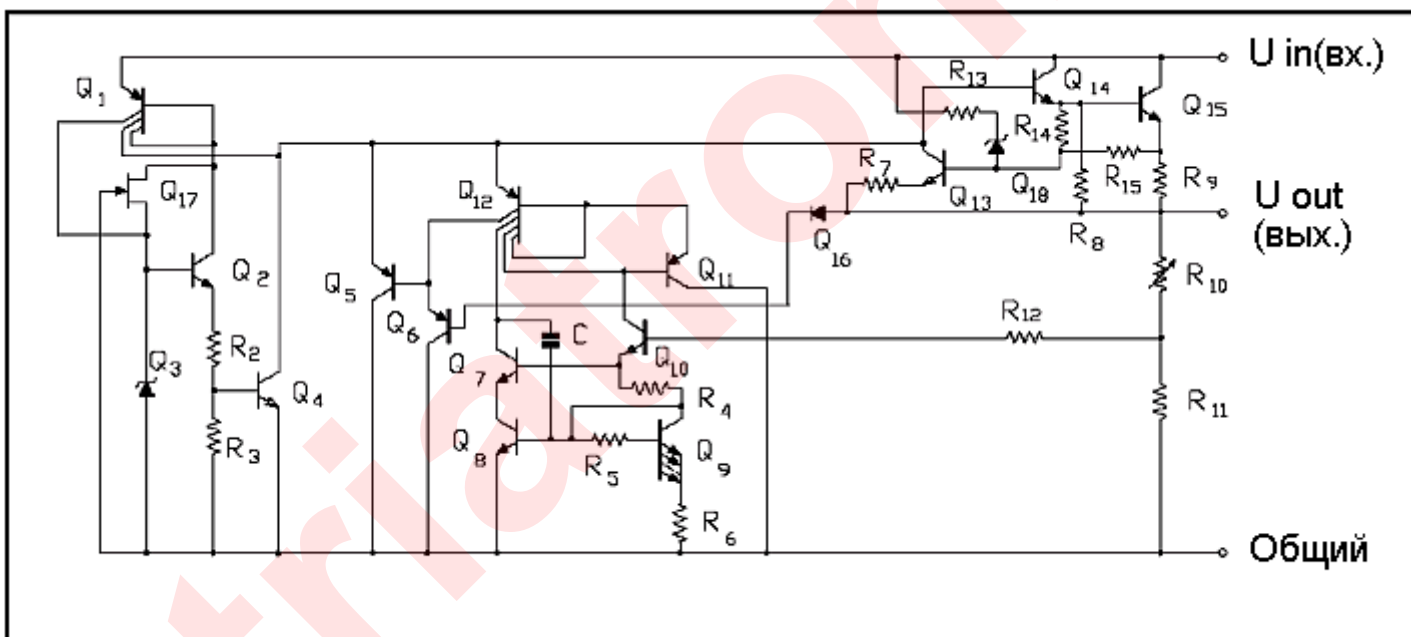 U in(вх.)
Q1
R13
Q14
Q15
R14
R7
Q17
Q12
Q13
Q18
R15
R9
U out
(вых.)
R8
Q16
Q2
Q5
Q11
R10
Q6
R12
C
Q3
R2
Q7
Q10
Q4
R4
R11
R3
Q8
R5
Q9
R6
Общий
triatron